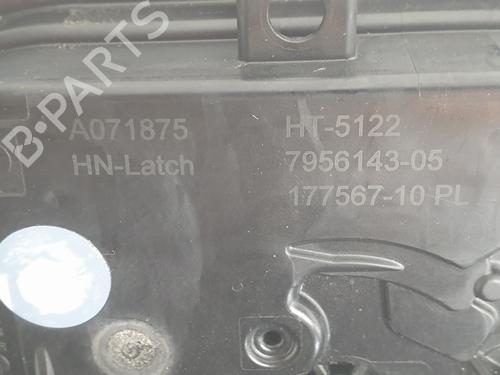 B-PARTS
A071875
HN-Latch
HT-5122
7956143-05
177567-10 PL